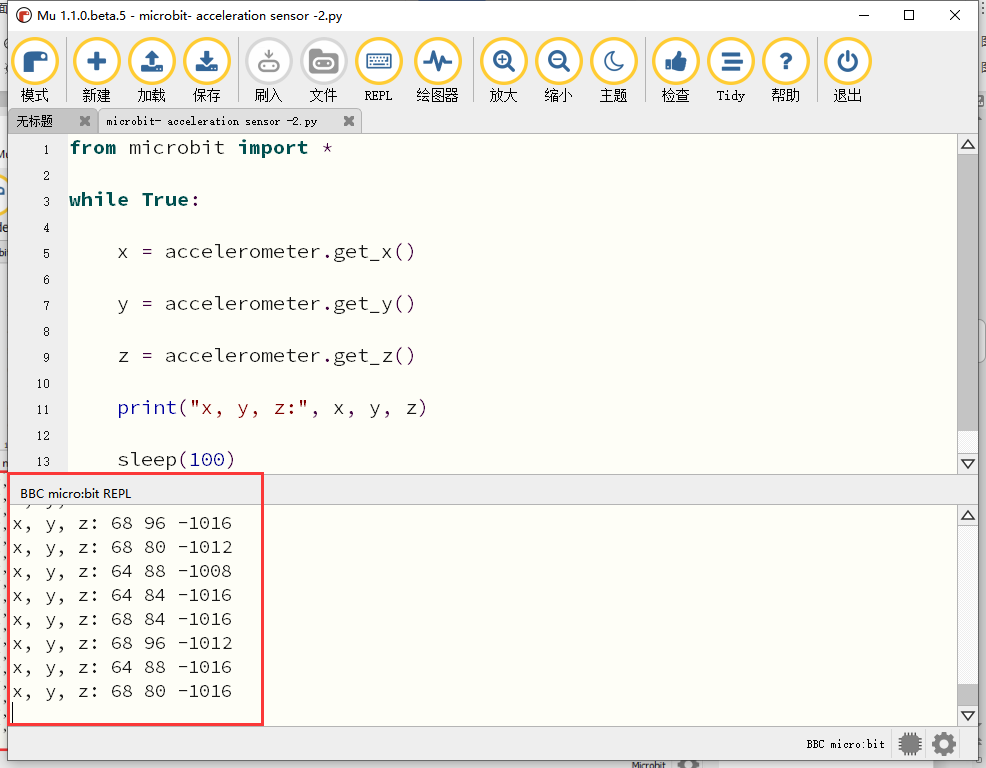 Mu 1.1.0.beta.5 - microbit- acceleration sensor -2.py
模式 新建 加载 保存 刷入 文件 REPL 绘图器 放大 缩小 主题 检查 Tidy 帮助 退出
无标题 microbit- acceleration sensor -2.py
1 from microbit import *
2
3 while True:
4
5 x = accelerometer.get_x()
6
7 y = accelerometer.get_y()
8
9 z = accelerometer.get_z()
10
11 print("x, y, z:", x, y, z)
12
13 sleep(100)
BBC micro:bit REPL
x, y, z: 68 96 -1016
x, y, z: 68 80 -1012
x, y, z: 64 88 -1008
x, y, z: 64 84 -1016
x, y, z: 68 84 -1016
x, y, z: 68 96 -1012
x, y, z: 64 88 -1016
x, y, z: 68 80 -1016
BBC micro:bit
Microbit